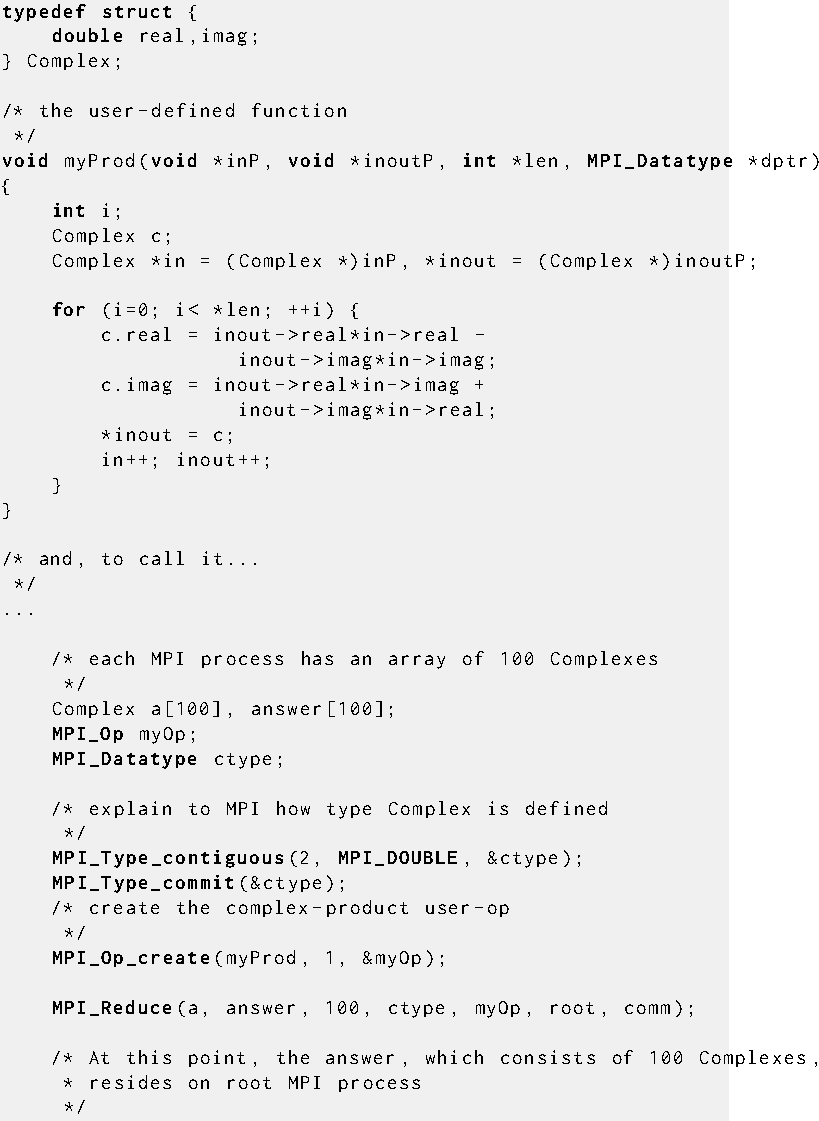 typedef struct {
    double real,imag;
} Complex;

/* the user-defined function
 */
void myProd(void *inP, void *inoutP, int *len, MPI_Datatype *dptr)
{
    int i;
    Complex c;
    Complex *in = (Complex *)inP, *inout = (Complex *)inoutP;

    for (i=0; i< *len; ++i) {
        c.real = inout->real*in->real -
                   inout->imag*in->imag;
        c.imag = inout->real*in->imag +
                   inout->imag*in->real;
        *inout = c;
        in++; inout++;
    }
}

/* and, to call it...
 */
...

    /* each MPI process has an array of 100 Complexes
     */
    Complex a[100], answer[100];
    MPI_Op myOp;
    MPI_Datatype ctype;

    /* explain to MPI how type Complex is defined
     */
    MPI_Type_contiguous(2, MPI_DOUBLE, &ctype);
    MPI_Type_commit(&ctype);
    /* create the complex-product user-op
     */
    MPI_Op_create(myProd, 1, &myOp);

    MPI_Reduce(a, answer, 100, ctype, myOp, root, comm);

    /* At this point, the answer, which consists of 100 Complexes,
     * resides on root MPI process
     */